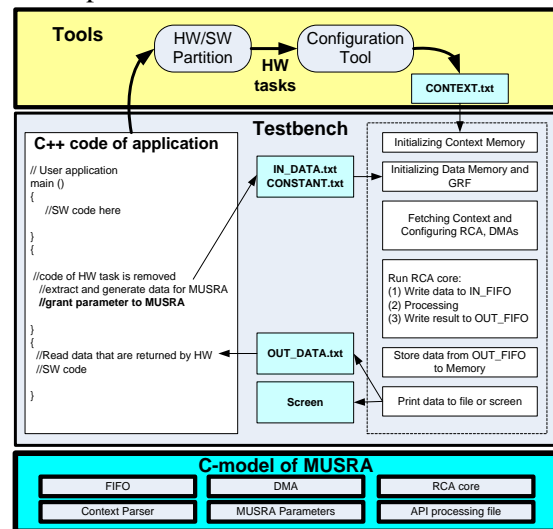 Tools
HW/SW
Partition
HW
tasks
Configuration
Tool
CONTEXT.txt
Testbench
C++ code of application
// User application
main ()
{
//SW code here
}
{
//code of HW task is removed
//extract and generate data for MUSRA
//grant parameter to MUSRA
}
{
//Read data that are returned by HW
//SW code
}
IN_DATA.txt
CONSTANT.txt
OUT_DATA.txt
Screen
Initializing Context Memory
Initializing Data Memory and
GRF
Fetching Context and
Configuring RCA, DMAs
Run RCA core:
(1) Write data to IN_FIFO
(2) Processing
(3) Write result to OUT_FIFO
Store data from OUT_FIFO
to Memory
Print data to file or screen
C-model of MUSRA
FIFO
DMA
RCA core
Context Parser
MUSRA Parameters
API processing file